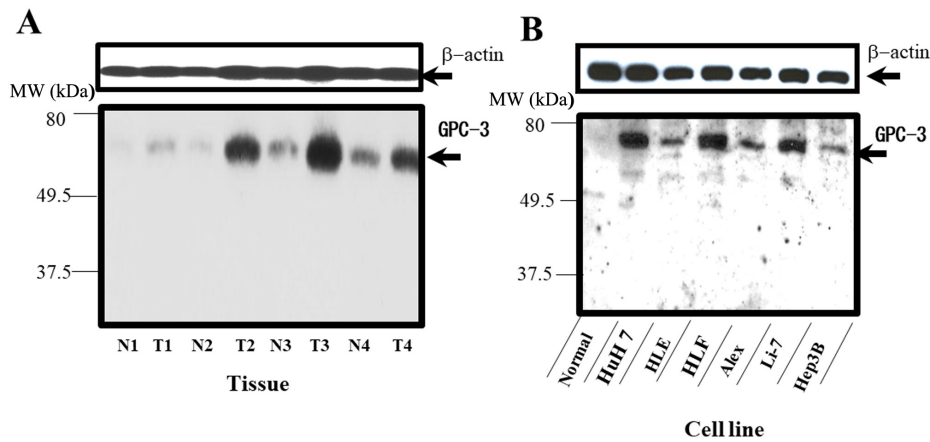 A
β-actin
MW (kDa)
80
GPC-3
49.5
37.5
N1 T1 N2 T2 N3 T3 N4 T4
Tissue
B
β-actin
MW (kDa)
80
GPC-3
49.5
37.5
Normal HuH 7 HLE HLF Alex Li-7 Hep3B
Cell line